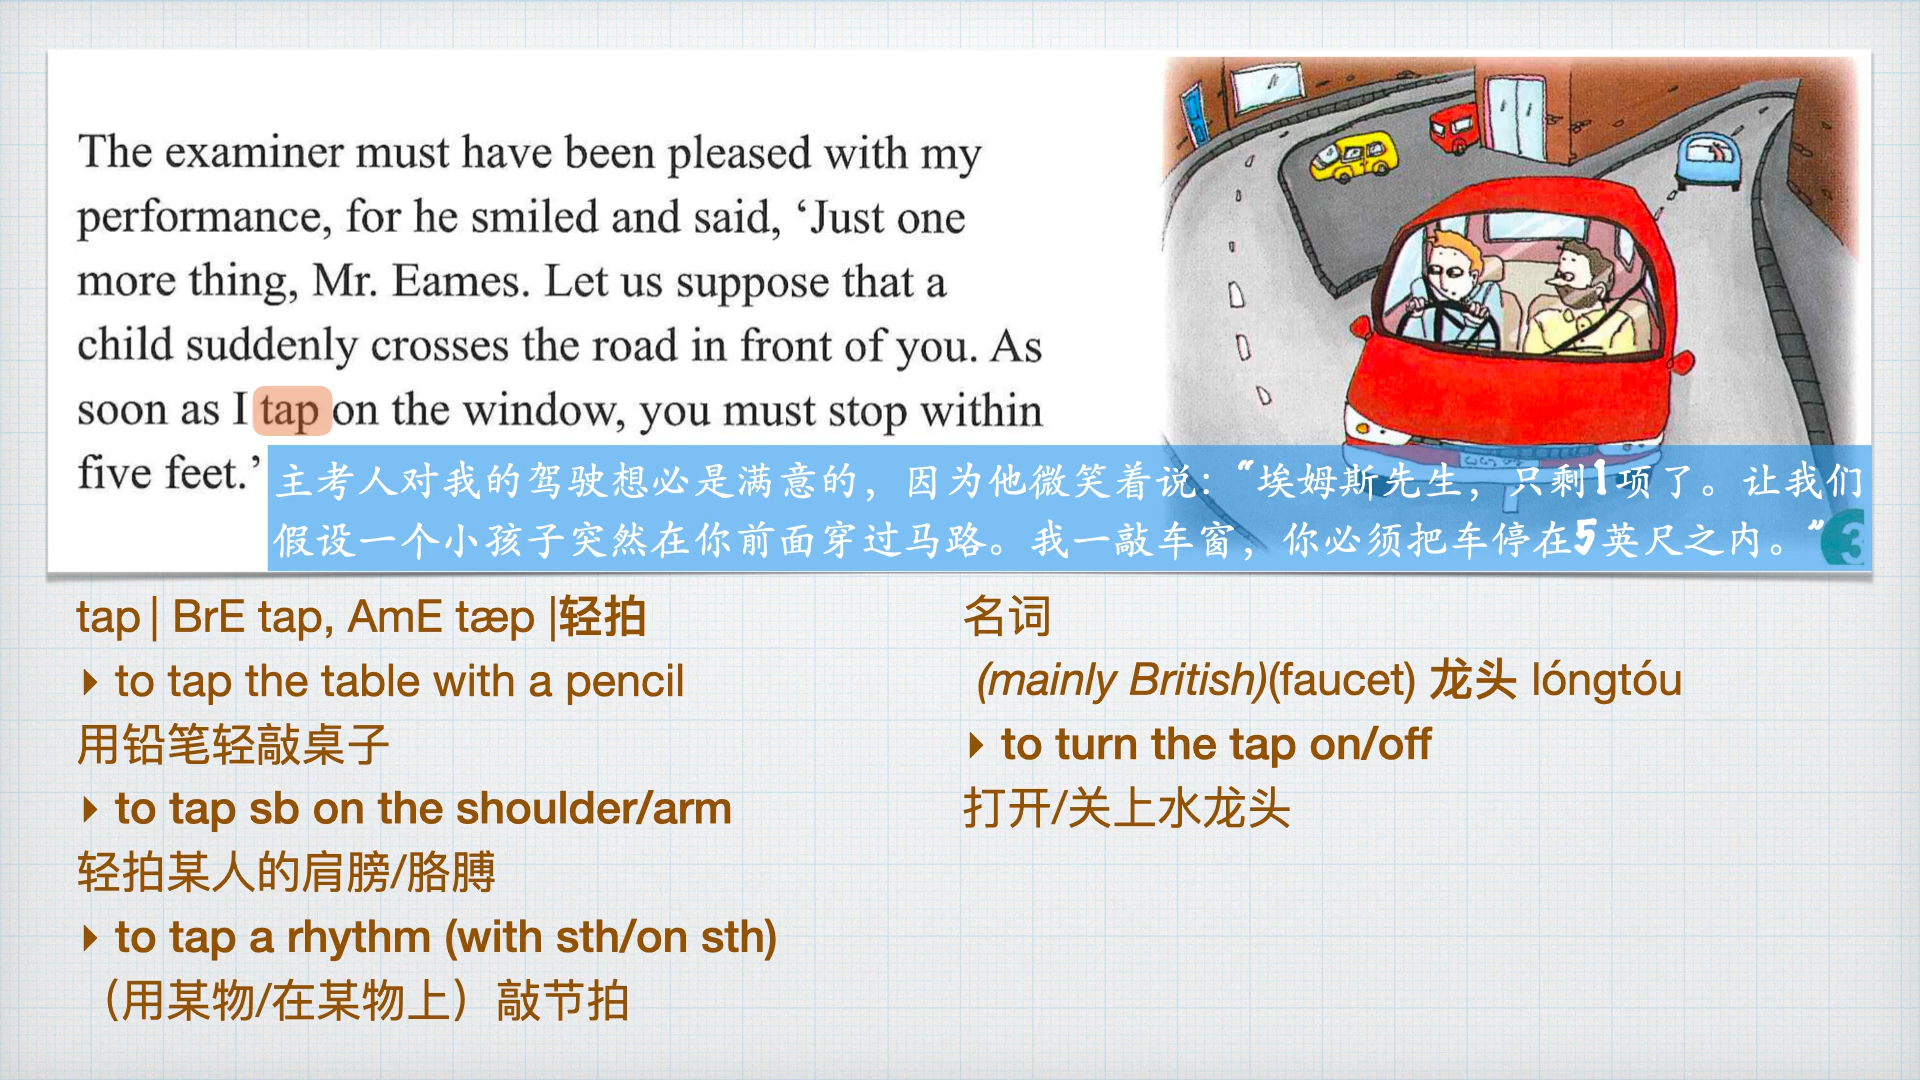 The examiner must have been pleased with my
performance, for he smiled and said, ‘Just one
more thing, Mr. Eames. Let us suppose that a
child suddenly crosses the road in front of you. As
soon as I tap on the window, you must stop within
five feet.’
主考人对我的驾驶想必是满意的，因为他微笑着说：“埃姆斯先生，只剩1项了。让我们
假设一个小孩子突然在你前面穿过马路。我一敲车窗，你必须把车停在5英尺之内。”
3
tap | BrE tap, AmE tæp |轻拍
▸ to tap the table with a pencil
用铅笔轻敲桌子
▸ to tap sb on the shoulder/arm
轻拍某人的肩膀/胳膊
▸ to tap a rhythm (with sth/on sth)
（用某物/在某物上）敲节拍
名词
(mainly British)(faucet) 龙头 lóngtóu
▸ to turn the tap on/off
打开/关上水龙头